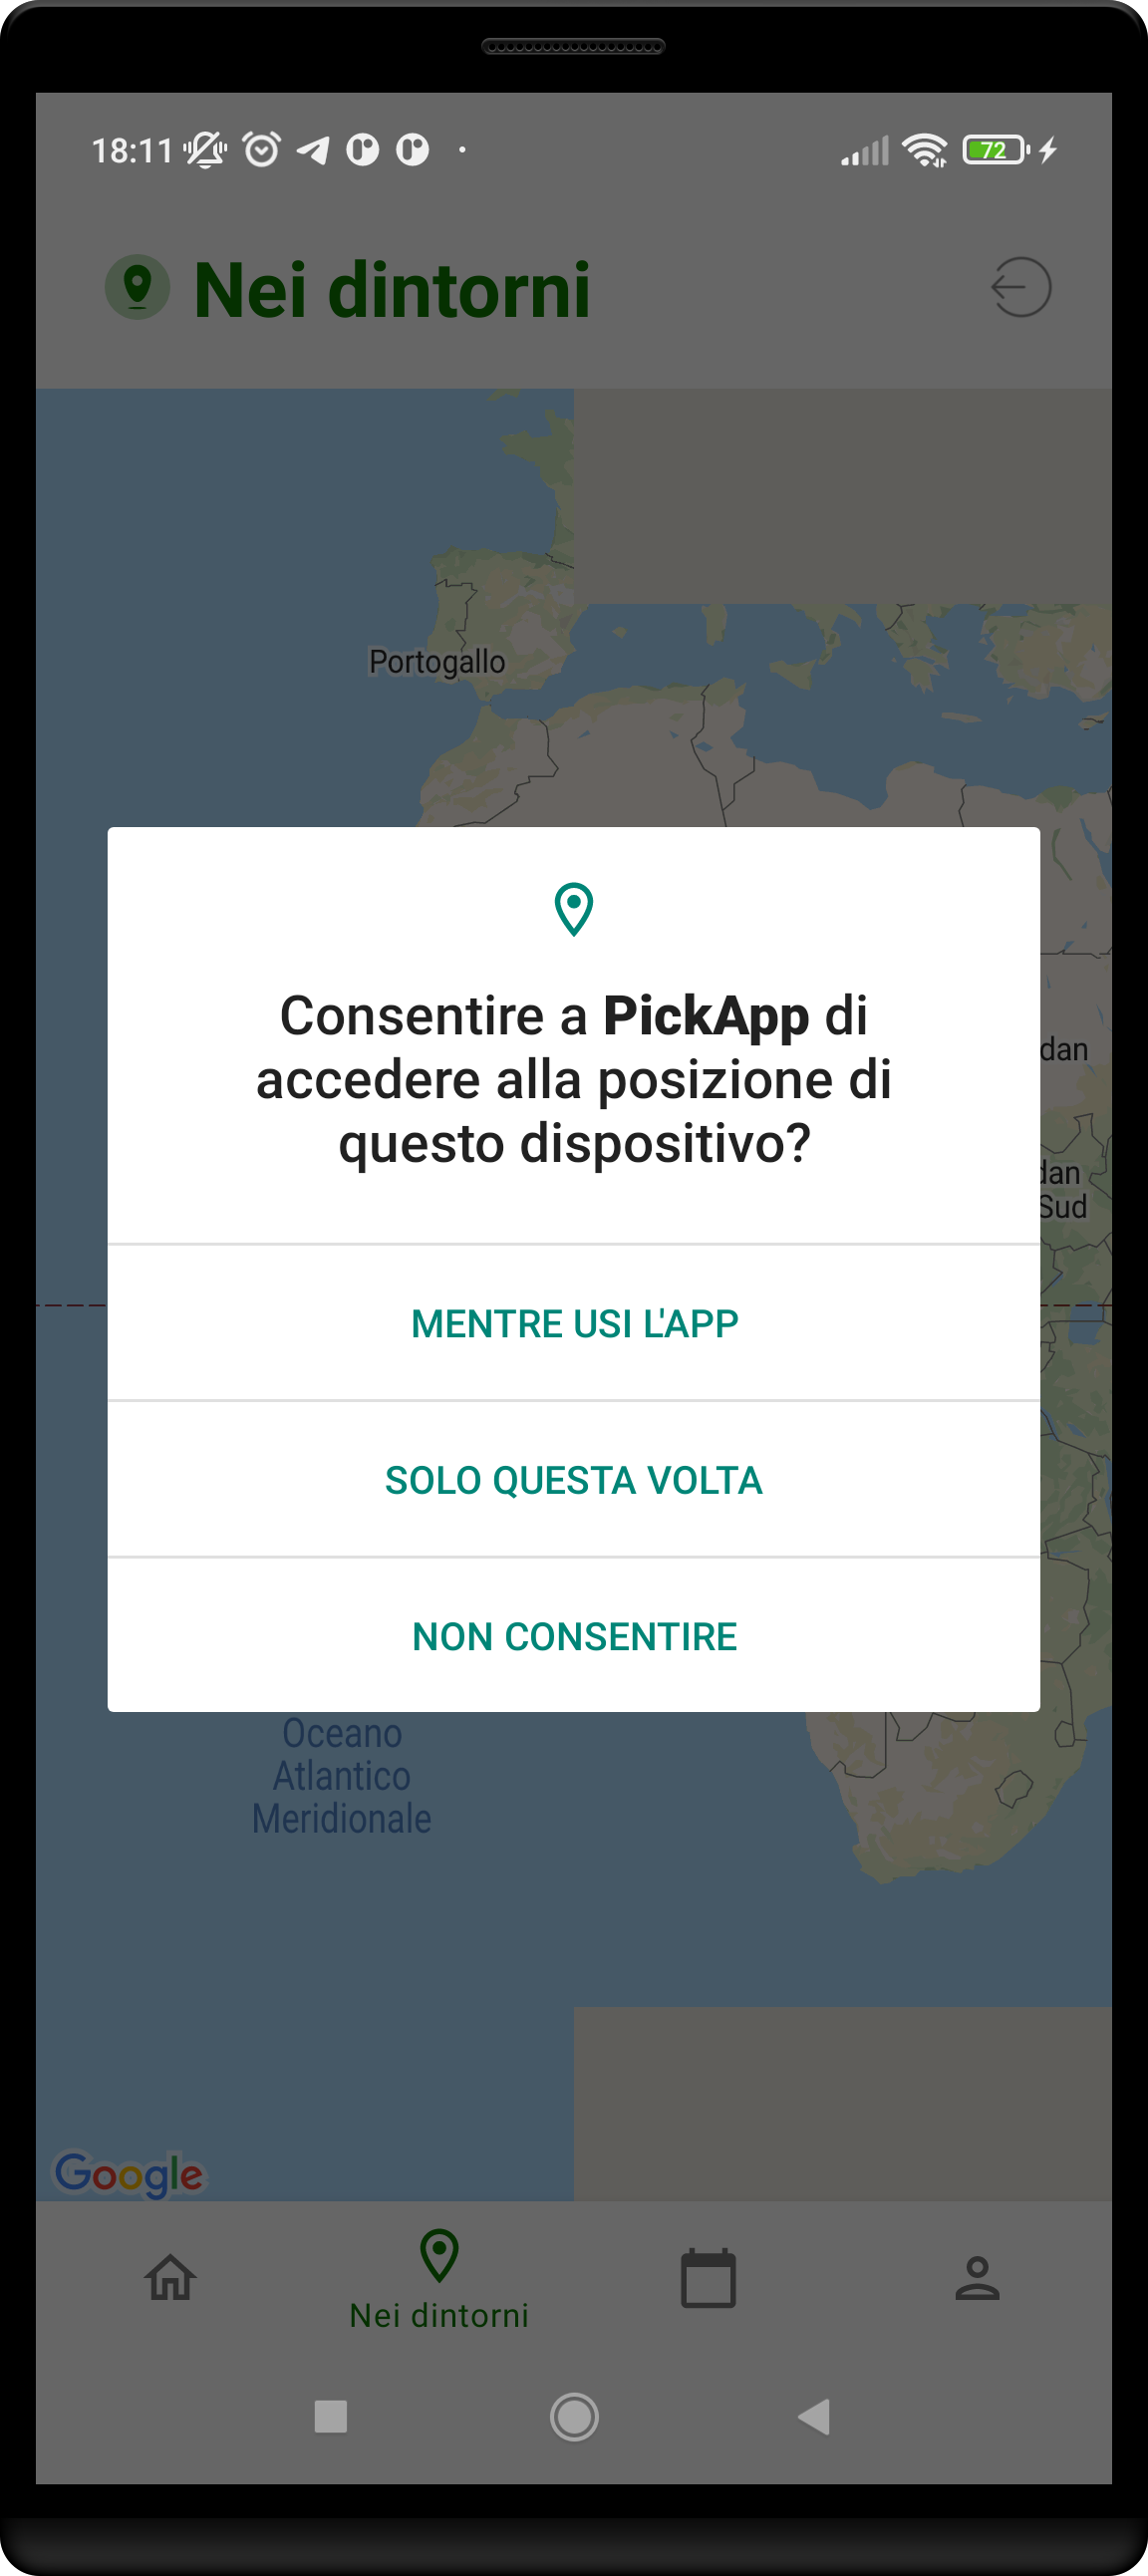 18:11
72
Nei dintorni
Portogallo
Consentire a PickApp di
accedere alla posizione di
questo dispositivo?
dan
dan
Sud
MENTRE USI L'APP
SOLO QUESTA VOLTA
NON CONSENTIRE
Oceano
Atlantico
Meridionale
Google
Nei dintorni